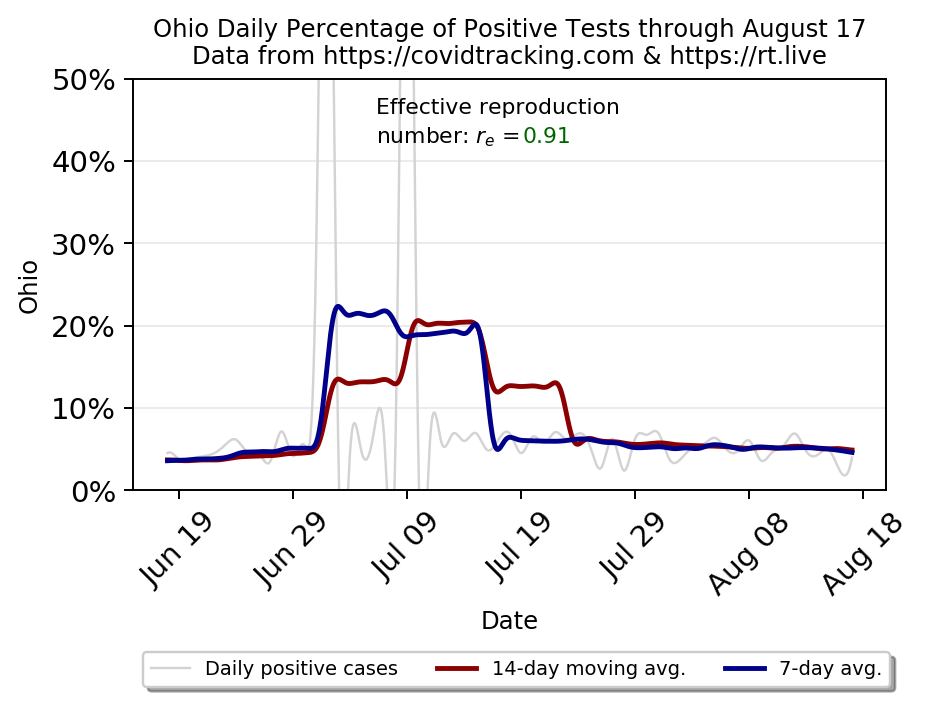 Ohio Daily Percentage of Positive Tests through August 17
Data from https://covidtracking.com & https://rt.live
50%
40%
30%
20%
10%
0%
Ohio
Effective reproduction
number: rₑ = 0.91
Jun 19
Jun 29
Jul 09
Jul 19
Jul 29
Aug 08
Aug 18
Date
Daily positive cases
14-day moving avg.
7-day avg.